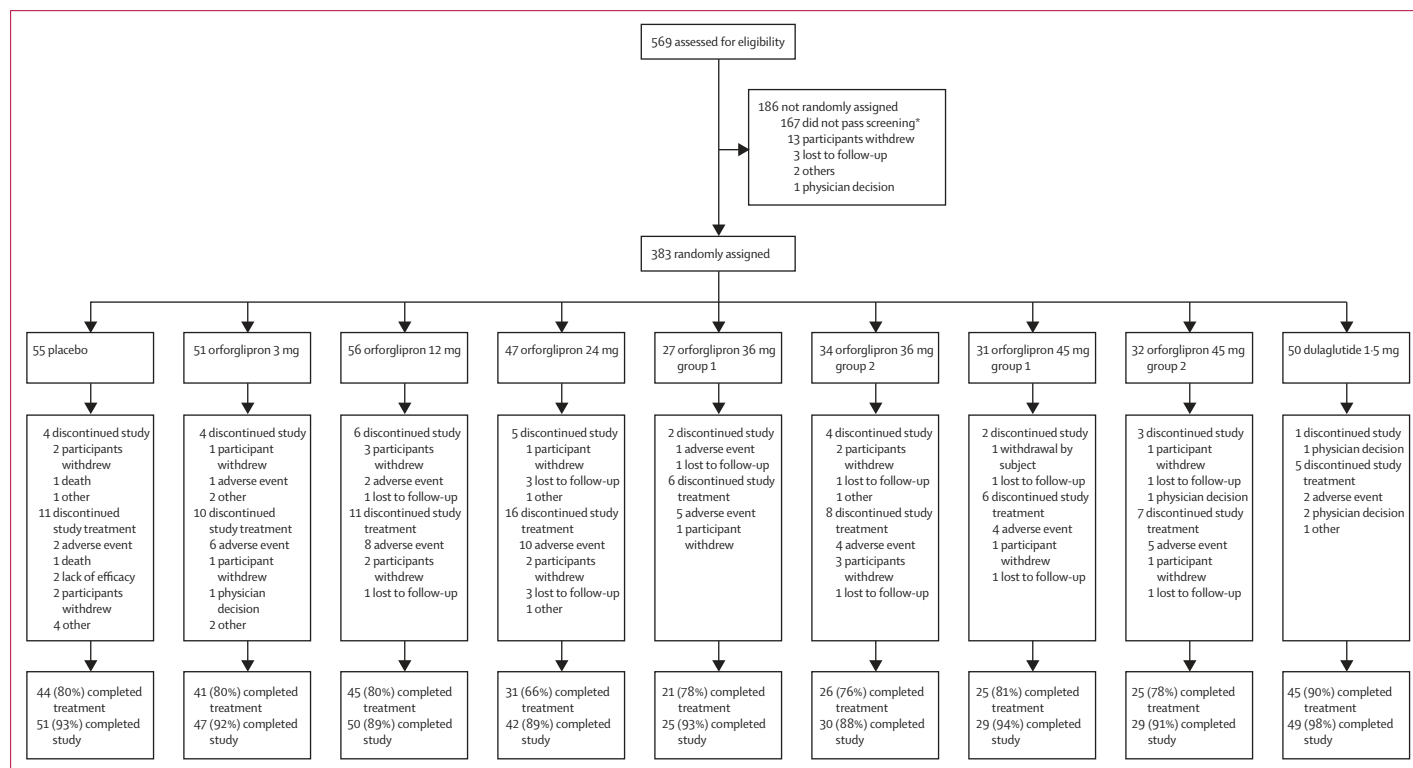 569 assessed for eligibility
186 not randomly assigned
167 did not pass screening*
13 participants withdrew
3 lost to follow-up
2 others
1 physician decision
383 randomly assigned
55 placebo
4 discontinued study
2 participants
withdrew
1 death
1 other
11 discontinued
study treatment
2 adverse event
1 death
2 lack of efficacy
2 participants
withdrew
4 other
44 (80%) completed
treatment
51 (93%) completed
study
51 orforglipron 3 mg
4 discontinued study
1 participant
withdrew
1 adverse event
2 other
10 discontinued
study treatment
6 adverse event
1 participant
withdrew
1 physician
decision
2 other
41 (80%) completed
treatment
47 (92%) completed
study
56 orforglipron 12 mg
6 discontinued study
3 participants
withdrew
2 adverse event
1 lost to follow-up
11 discontinued study
treatment
8 adverse event
2 participants
withdrew
1 lost to follow-up
45 (80%) completed
treatment
50 (89%) completed
study
47 orforglipron 24 mg
5 discontinued study
1 participant
withdrew
3 lost to follow-up
1 other
16 discontinued study
treatment
10 adverse event
2 participants
withdrew
3 lost to follow-up
1 other
31 (66%) completed
treatment
42 (89%) completed
study
27 orforglipron 36 mg
group 1
2 discontinued study
1 adverse event
1 lost to follow-up
6 discontinued study
treatment
5 adverse event
1 participant
withdrew
21 (78%) completed
treatment
25 (93%) completed
study
34 orforglipron 36 mg
group 2
4 discontinued study
2 participants
withdrew
1 lost to follow-up
1 other
8 discontinued study
treatment
4 adverse event
3 participants
withdrew
1 lost to follow-up
26 (76%) completed
treatment
30 (88%) completed
study
31 orforglipron 45 mg
group 1
2 discontinued study
1 withdrawal by
subject
1 lost to follow-up
6 discontinued study
treatment
4 adverse event
1 participant
withdrew
1 lost to follow-up
25 (81%) completed
treatment
29 (94%) completed
study
32 orforglipron 45 mg
group 2
3 discontinued study
1 participant
withdrew
1 lost to follow-up
1 physician decision
7 discontinued study
treatment
5 adverse event
1 participant
withdrew
1 lost to follow-up
25 (78%) completed
treatment
29 (91%) completed
study
50 dulaglutide 1·5 mg
1 discontinued study
1 physician decision
5 discontinued study
treatment
2 adverse event
2 physician decision
1 other
45 (90%) completed
treatment
49 (98%) completed
study